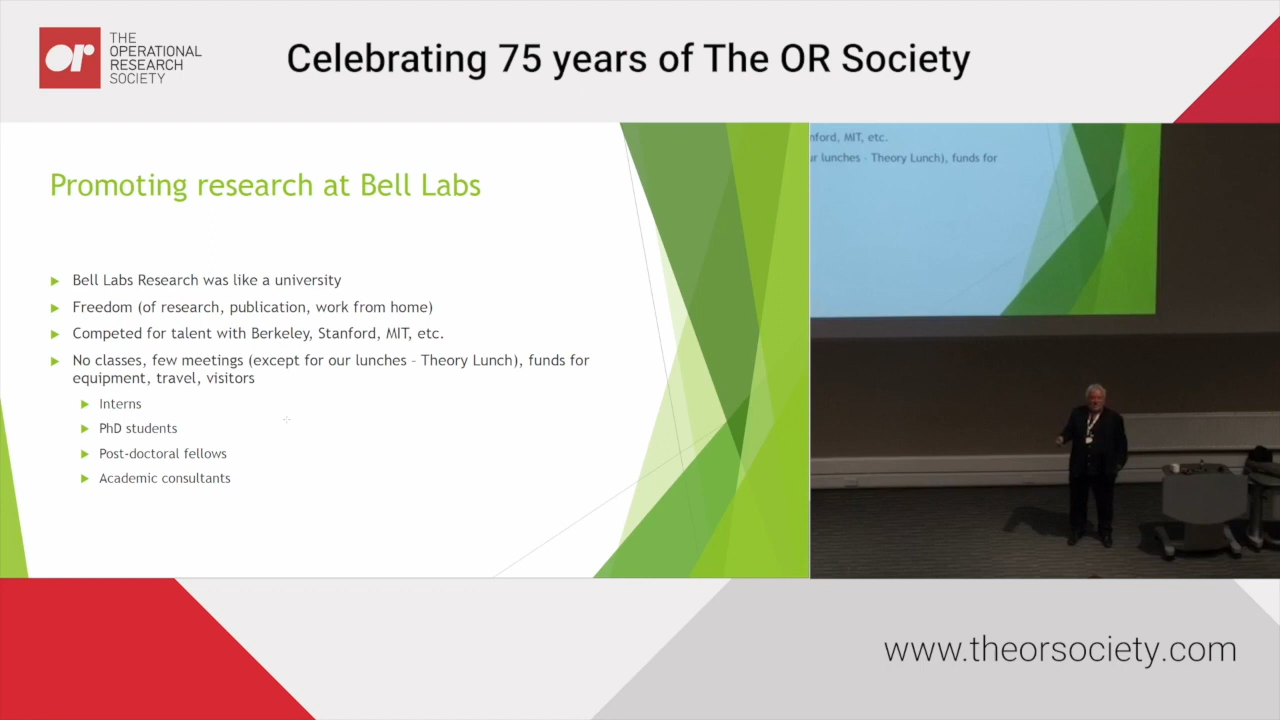 or
THE
OPERATIONAL
RESEARCH
SOCIETY
Celebrating 75 years of The OR Society
Promoting research at Bell Labs
Bell Labs Research was like a university
Freedom (of research, publication, work from home)
Competed for talent with Berkeley, Stanford, MIT, etc.
No classes, few meetings (except for our lunches – Theory Lunch), funds for
equipment, travel, visitors
Interns
PhD students
Post-doctoral fellows
Academic consultants
nford, MIT, etc.
ur lunches - Theory Lunch), funds for
www.theorsociety.com